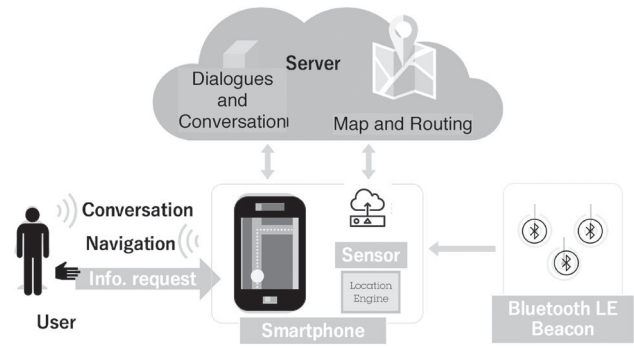 Server
Dialogues
and
Conversation
Map and Routing
Conversation
Navigation
Info. request
User
Sensor
Location
Engine
Smartphone
Bluetooth LE
Beacon